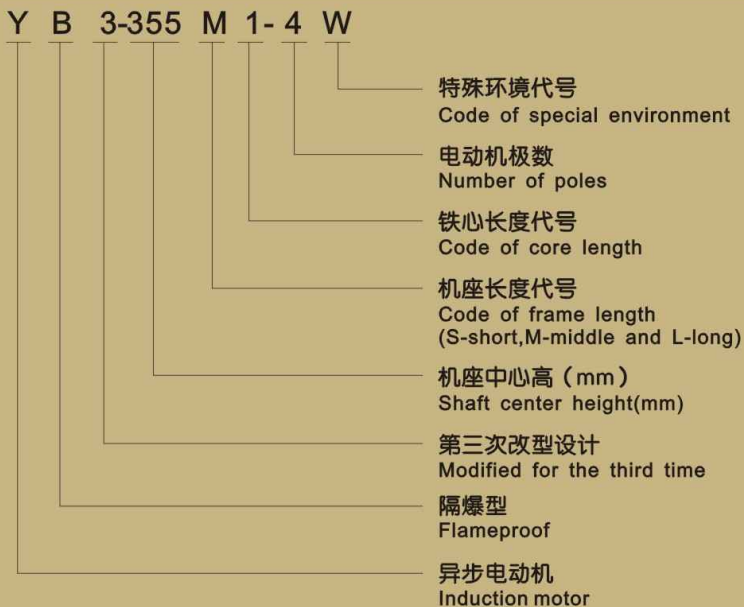 Y B 3-355 M 1-4 W
特殊环境代号
Code of special environment
电动机极数
Number of poles
铁心长度代号
Code of core length
机座长度代号
Code of frame length
(S-short,M-middle and L-long)
机座中心高（mm）
Shaft center height(mm)
第三次改型设计
Modified for the third time
隔爆型
Flameproof
异步电动机
Induction motor